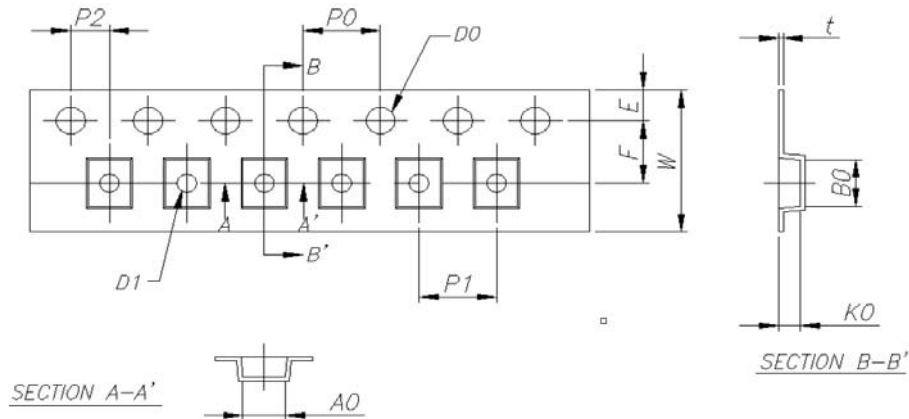 P2
P0
D0
t
B
E
F
W
B0
A
A'
B'
D1
P1
K0
SECTION B-B'
SECTION A-A'
A0